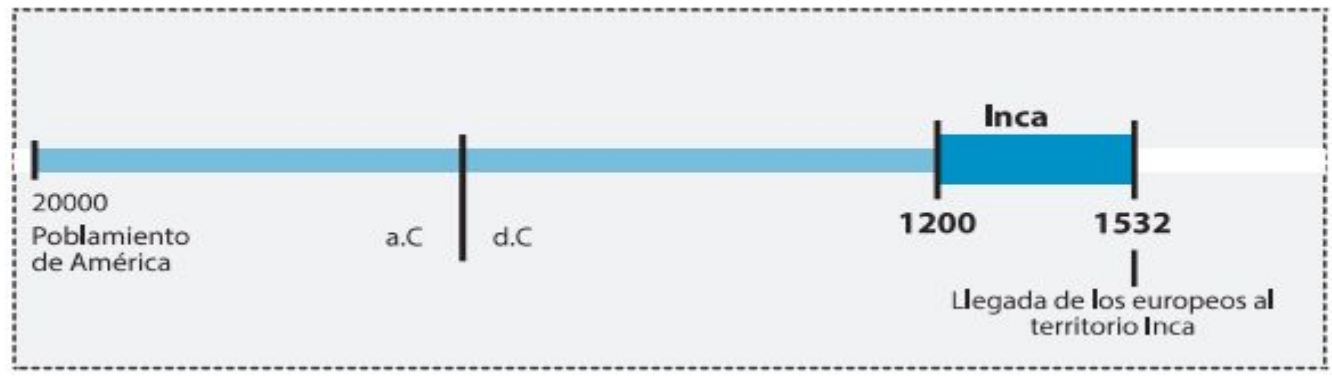 Inca
20000
Poblamiento
de América
a.C
d.C
1200
1532
Llegada de los europeos al
territorio Inca